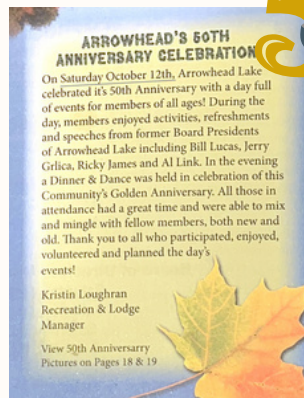 ARROWHEAD'S 50TH
ANNIVERSARY CELEBRATION
On Saturday October 12th, Arrowhead Lake
celebrated it's 50th Anniversary with a day full
of events for members of all ages! During the
day, members enjoyed activities, refreshments
and speeches from former Board Presidents
of Arrowhead Lake including Bill Lucas, Jerry
Grlica, Ricky James and Al Link. In the evening
a Dinner & Dance was held in celebration of this
Community's Golden Anniversary. All those in
attendance had a great time and were able to mix
and mingle with fellow members, both new and
old. Thank you to all who participated, enjoyed,
volunteered and planned the day's
events!
Kristin Loughran
Recreation & Lodge
Manager
View 50th Anniversarry
Pictures on Pages 18 & 19